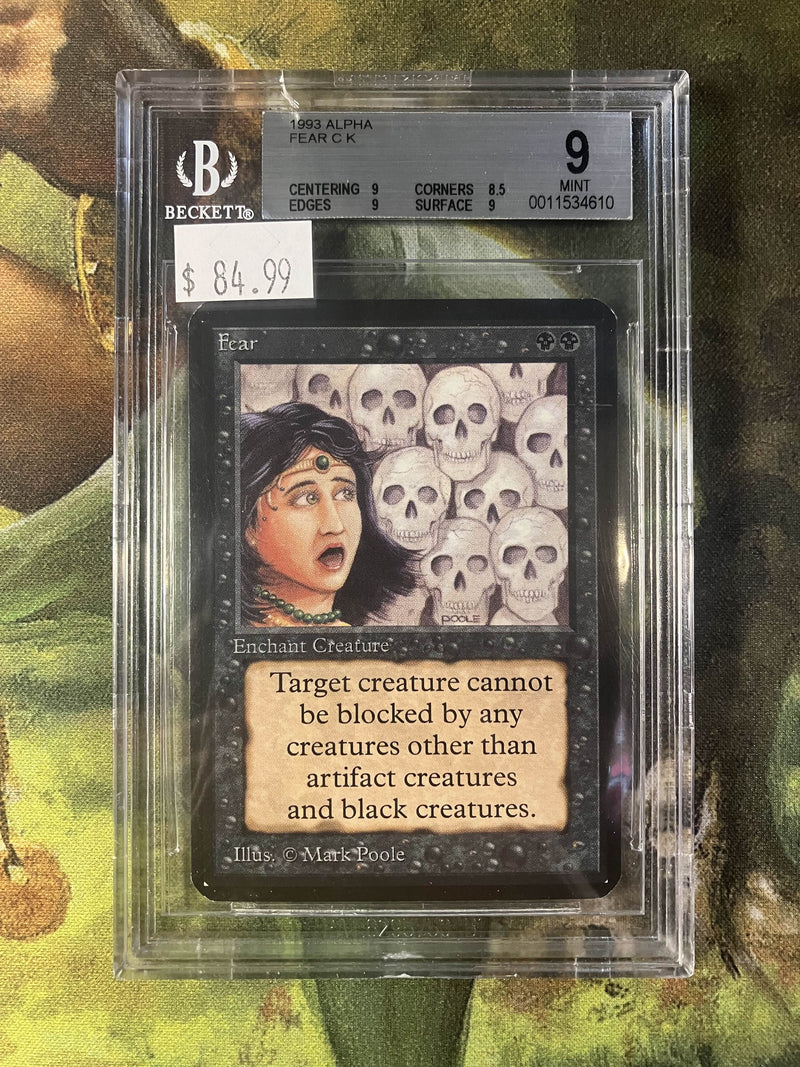 1993 ALPHA
FEAR C K
9
MINT
CENTERING 9 CORNERS 8.5
EDGES 9 SURFACE 9
0011534610
B
BECKETT®
$ 84.99
Fear
POOLE
Enchant Creature
Target creature cannot
be blocked by any
creatures other than
artifact creatures
and black creatures.
Illus. © Mark Poole